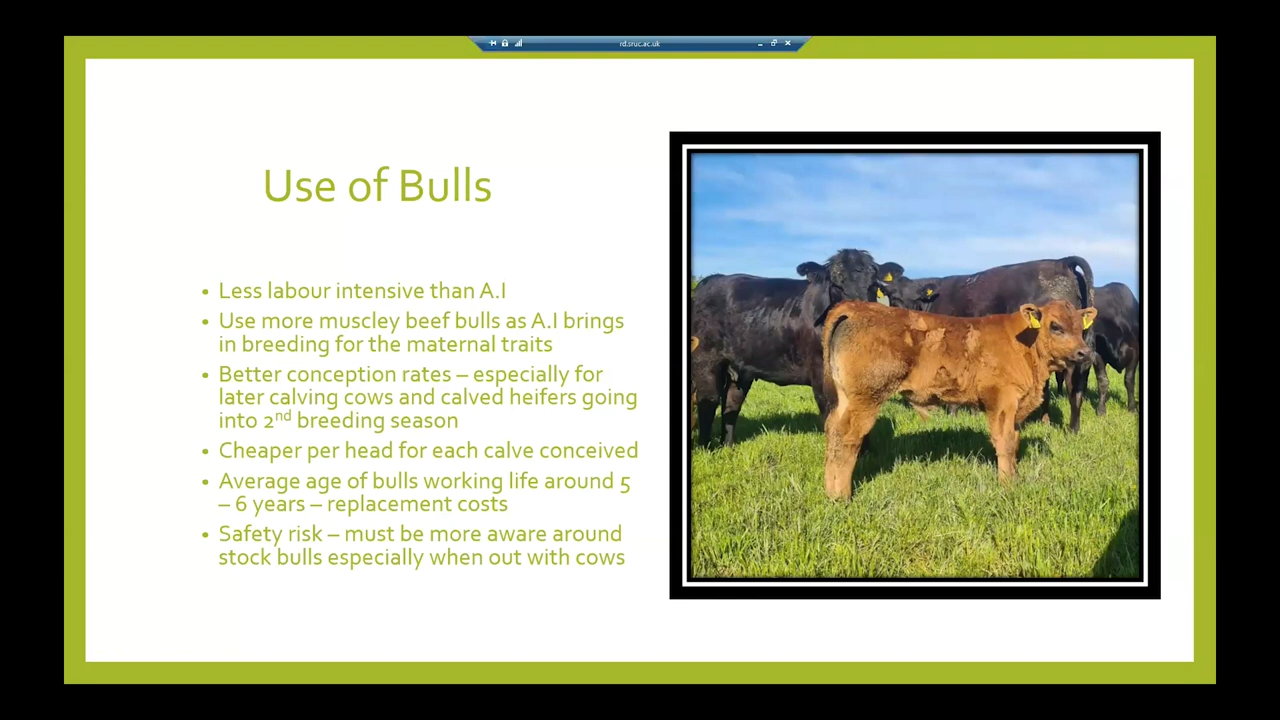 rd.sruc.ac.uk
Use of Bulls
• Less labour intensive than A.I
• Use more muscley beef bulls as A.I brings
in breeding for the maternal traits
• Better conception rates – especially for
later calving cows and calved heifers going
into 2nd breeding season
• Cheaper per head for each calve conceived
• Average age of bulls working life around 5
– 6 years – replacement costs
• Safety risk – must be more aware around
stock bulls especially when out with cows